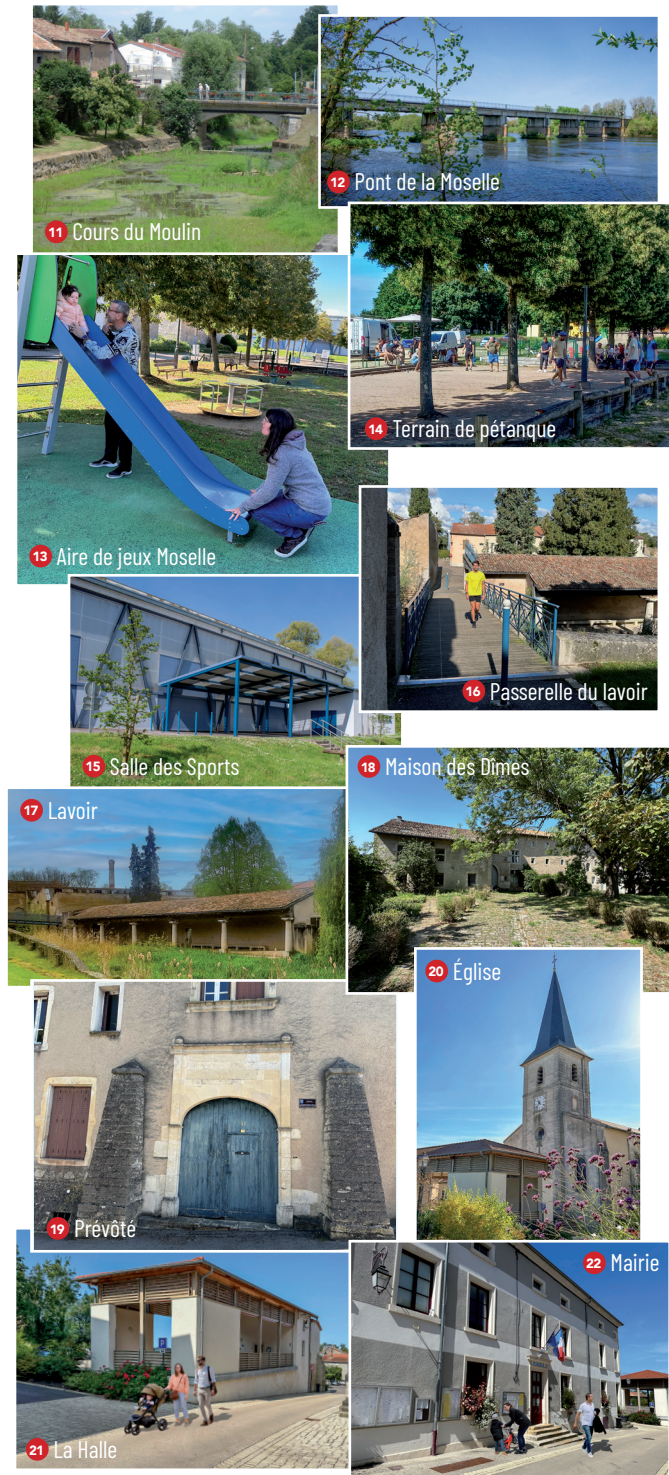 11 Cours du Moulin
12 Pont de la Moselle
13 Aire de jeux Moselle
14 Terrain de pétanque
15 Salle des Sports
16 Passerelle du lavoir
17 Lavoir
18 Maison des Dîmes
19 Prévôté
20 Église
21 La Halle
22 Mairie